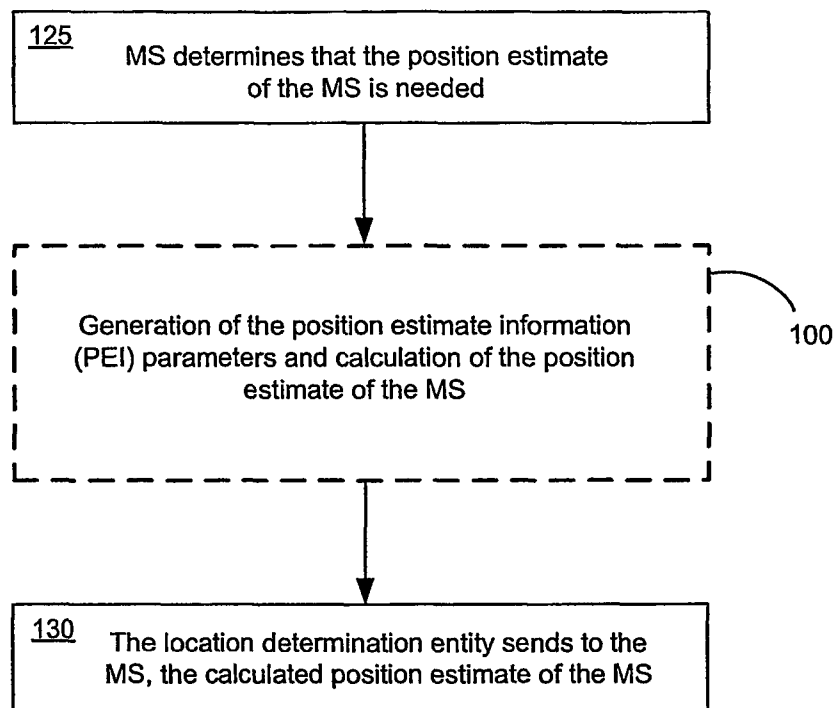 125
MS determines that the position estimate
of the MS is needed
Generation of the position estimate information
(PEI) parameters and calculation of the position
estimate of the MS
100
130
The location determination entity sends to the
MS, the calculated position estimate of the MS